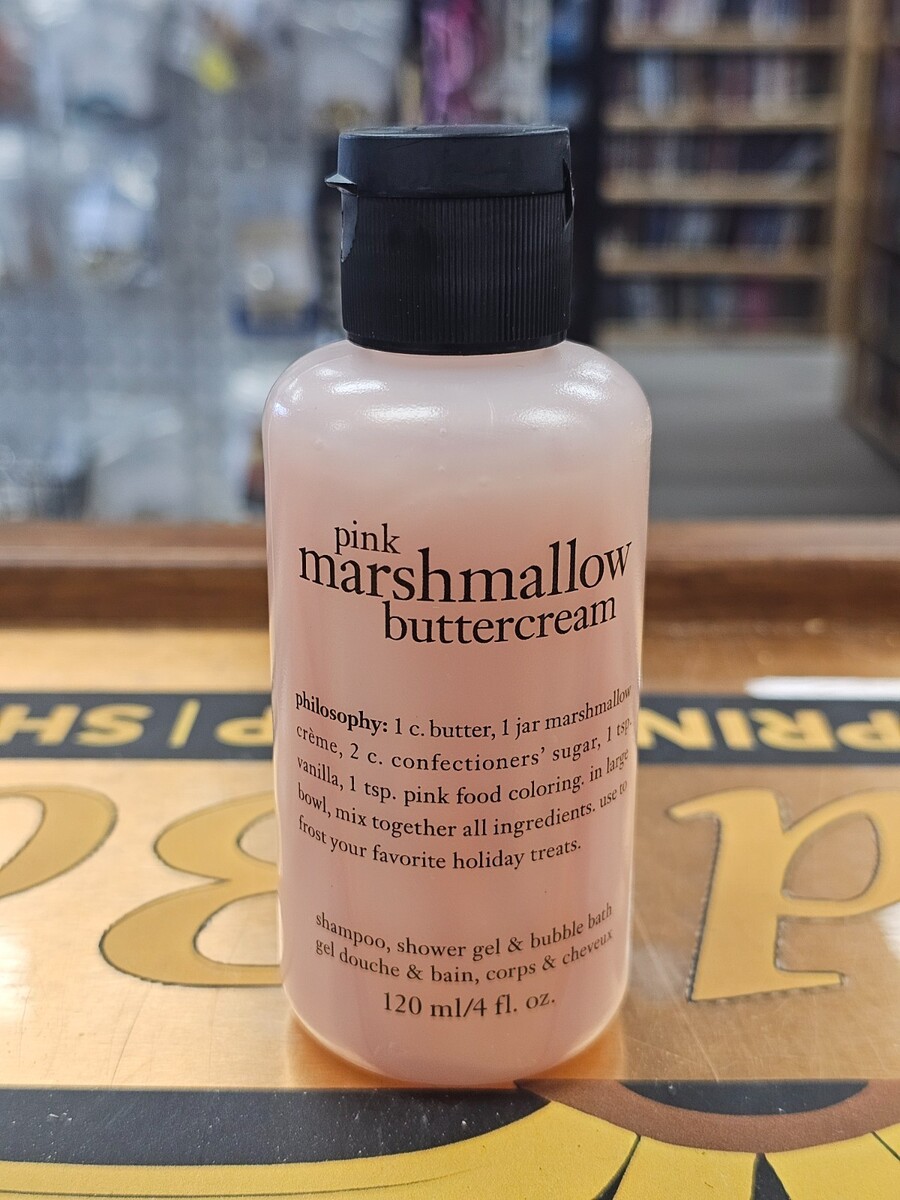 pink
marshmallow
buttercream
philosophy: 1 c. butter, 1 jar marshmallow
crème, 2 c. confectioners' sugar, 1 tsp.
vanilla, 1 tsp. pink food coloring. in large
bowl, mix together all ingredients. use to
frost your favorite holiday treats.
shampoo, shower gel & bubble bath
gel douche & bain, corps & cheveux
120 ml/4 fl. oz.